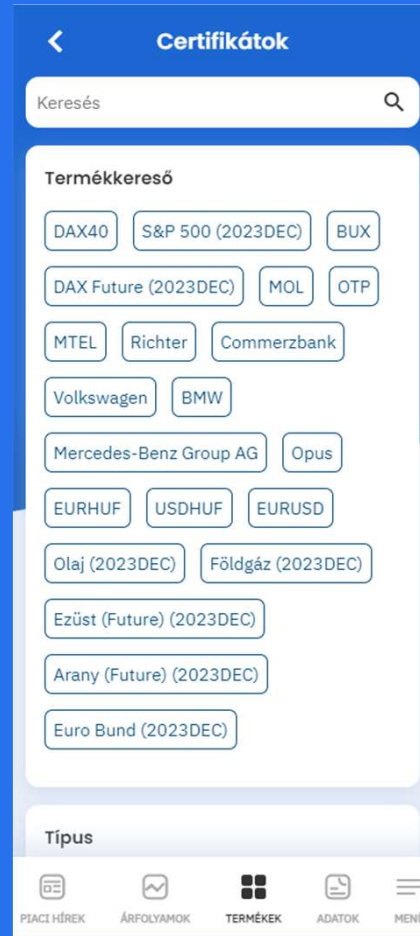 Certifikátok
Keresés
Termékkereső
DAX40 S&P 500 (2023DEC) BUX
DAX Future (2023DEC) MOL OTP
MTEL Richter Commerzbank
Volkswagen BMW
Mercedes-Benz Group AG Opus
EURHUF USDHUF EURUSD
Olaj (2023DEC) Földgáz (2023DEC)
Ezüst (Future) (2023DEC)
Arany (Future) (2023DEC)
Euro Bund (2023DEC)
Típus
PIACI HÍREK ÁRFOLYAMOK TERMÉKEK ADATOK